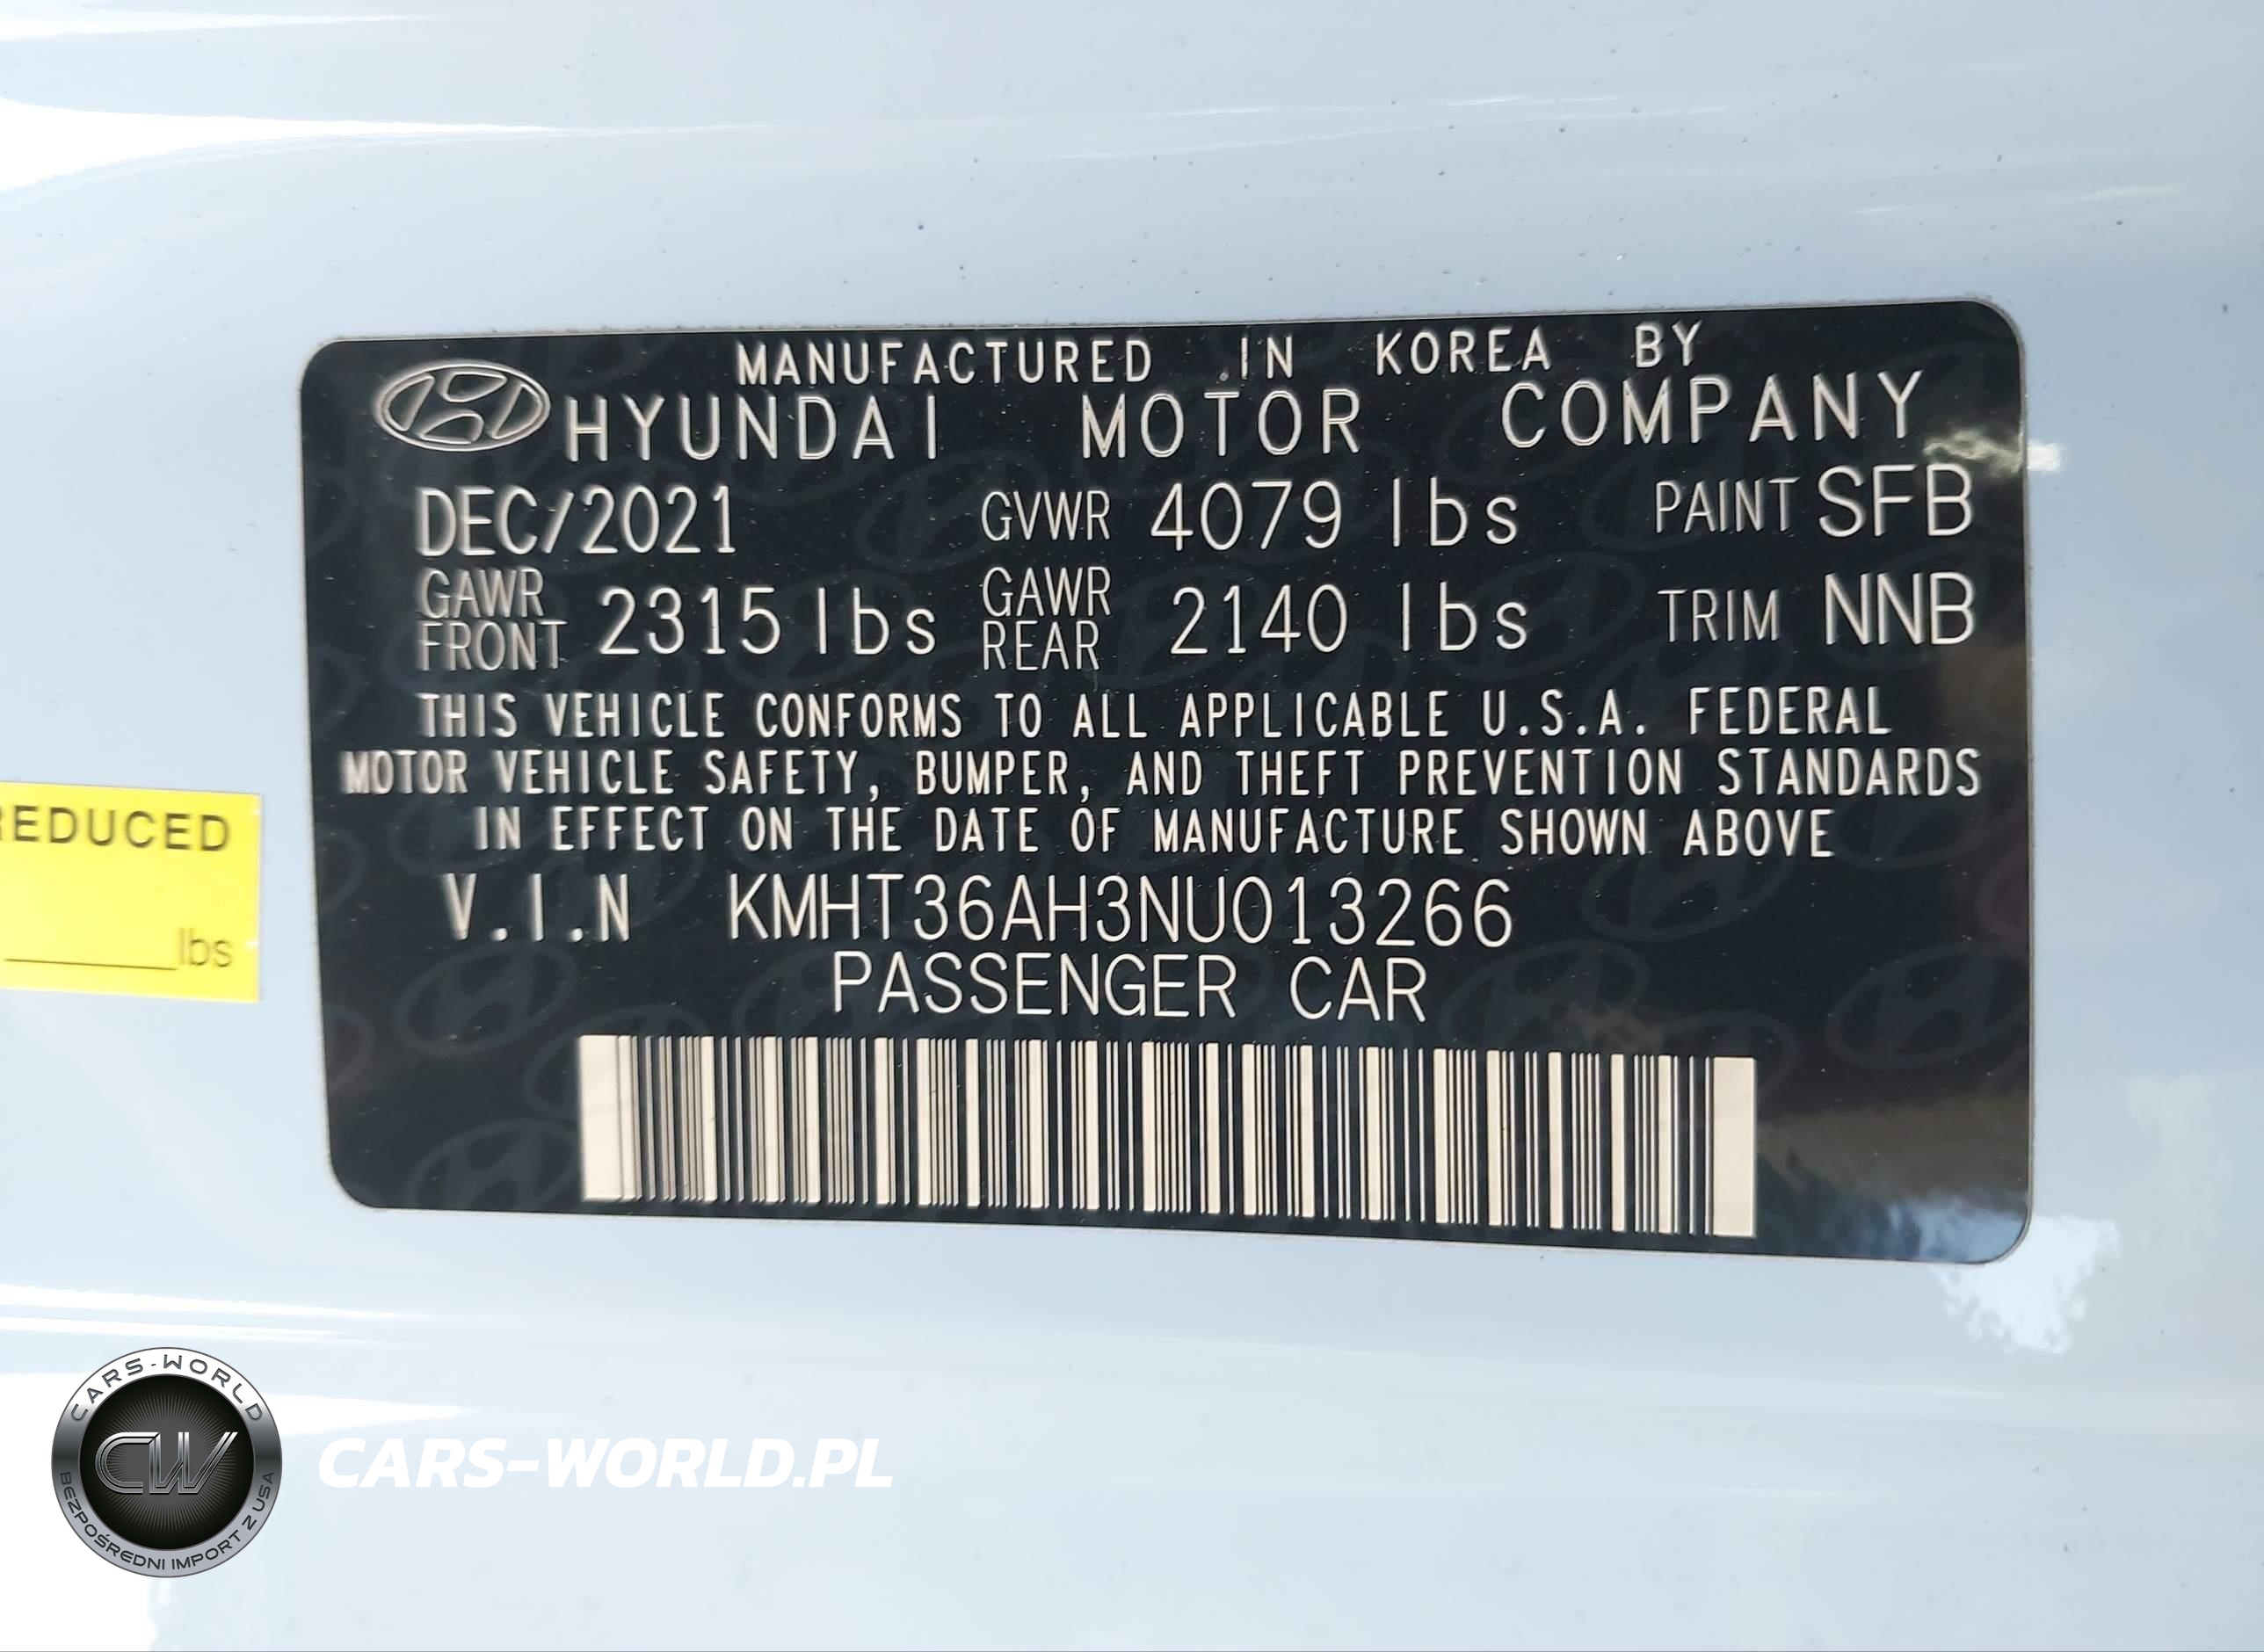 MANUFACTURED IN KOREA BY
HYUNDAI MOTOR COMPANY
DEC/2021 GVWR 4079 lbs PAINT SFB
GAWR FRONT 2315 lbs GAWR REAR 2140 lbs TRIM NNB
THIS VEHICLE CONFORMS TO ALL APPLICABLE U.S.A. FEDERAL
MOTOR VEHICLE SAFETY, BUMPER, AND THEFT PREVENTION STANDARDS
IN EFFECT ON THE DATE OF MANUFACTURE SHOWN ABOVE
V.I.N KMHT36AH3NU013266
PASSENGER CAR
REDUCED
lbs
CARS-WORLD
CW
BEZPOŚREDNI IMPORT Z USA
CARS-WORLD.PL